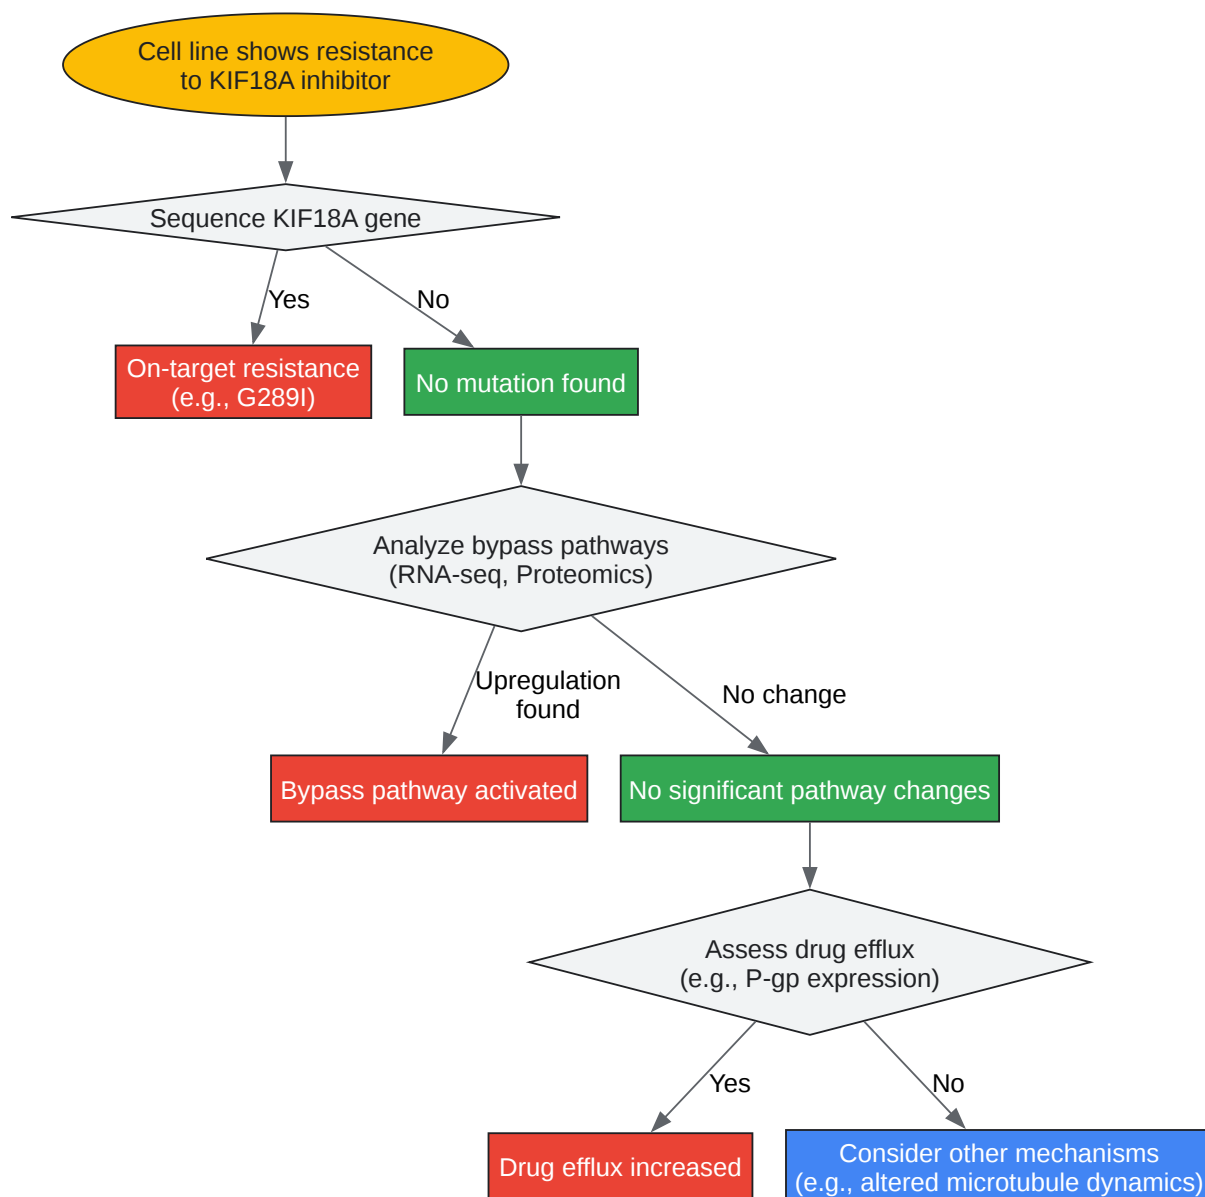 Cell line shows resistance
to KIF18A inhibitor
Sequence KIF18A gene
Yes
No
On-target resistance
(e.g., G289I)
No mutation found
Analyze bypass pathways
(RNA-seq, Proteomics)
Upregulation
found
No change
Bypass pathway activated
No significant pathway changes
Assess drug efflux
(e.g., P-gp expression)
Yes
No
Drug efflux increased
Consider other mechanisms
(e.g., altered microtubule dynamics)